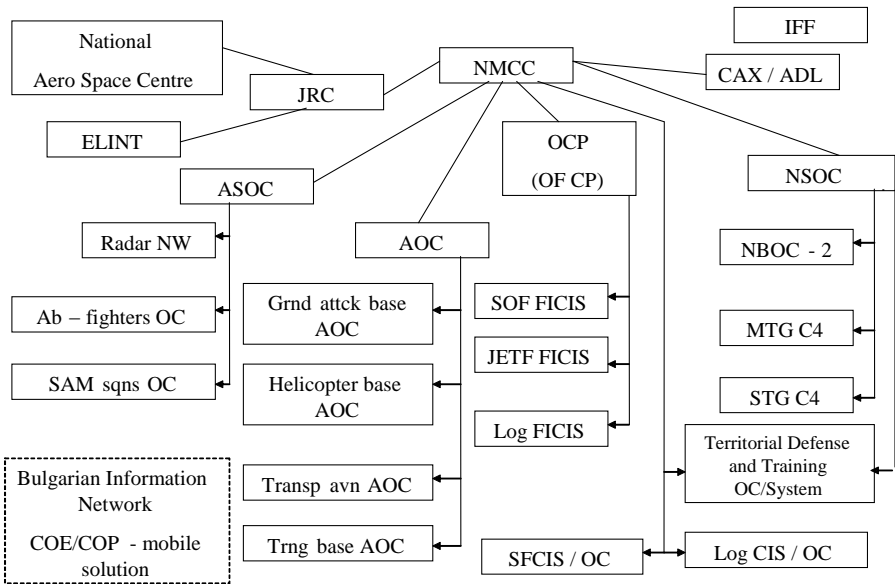 National
Aero Space Centre
NMCC
IFF
CAX / ADL
JRC
ELINT
OCP
(OF CP)
ASOC
NSOC
Radar NW
AOC
NBOC - 2
Ab – fighters OC
Grnd attck base
AOC
SOF FICIS
MTG C4
JETF FICIS
SAM sqns OC
Helicopter base
AOC
STG C4
Log FICIS
Territorial Defense
and Training
OC/System
Bulgarian Information
Network
COE/COP - mobile
solution
Transp avn AOC
Trng base AOC
SFCIS / OC
Log CIS / OC